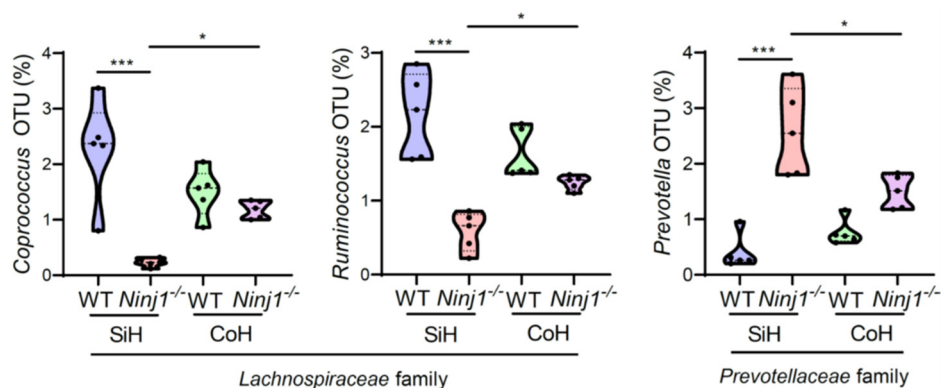 Coprococcus OTU (%)
4
3
2
1
0
***
*
WT Ninj1-/- WT Ninj1-/-
SiH CoH
Ruminococcus OTU (%)
3
2
1
0
***
*
WT Ninj1-/- WT Ninj1-/-
SiH CoH
Lachnospiraceae family
Prevotella OTU (%)
4
3
2
1
0
***
*
WT Ninj1-/- WT Ninj1-/-
SiH CoH
Prevotellaceae family